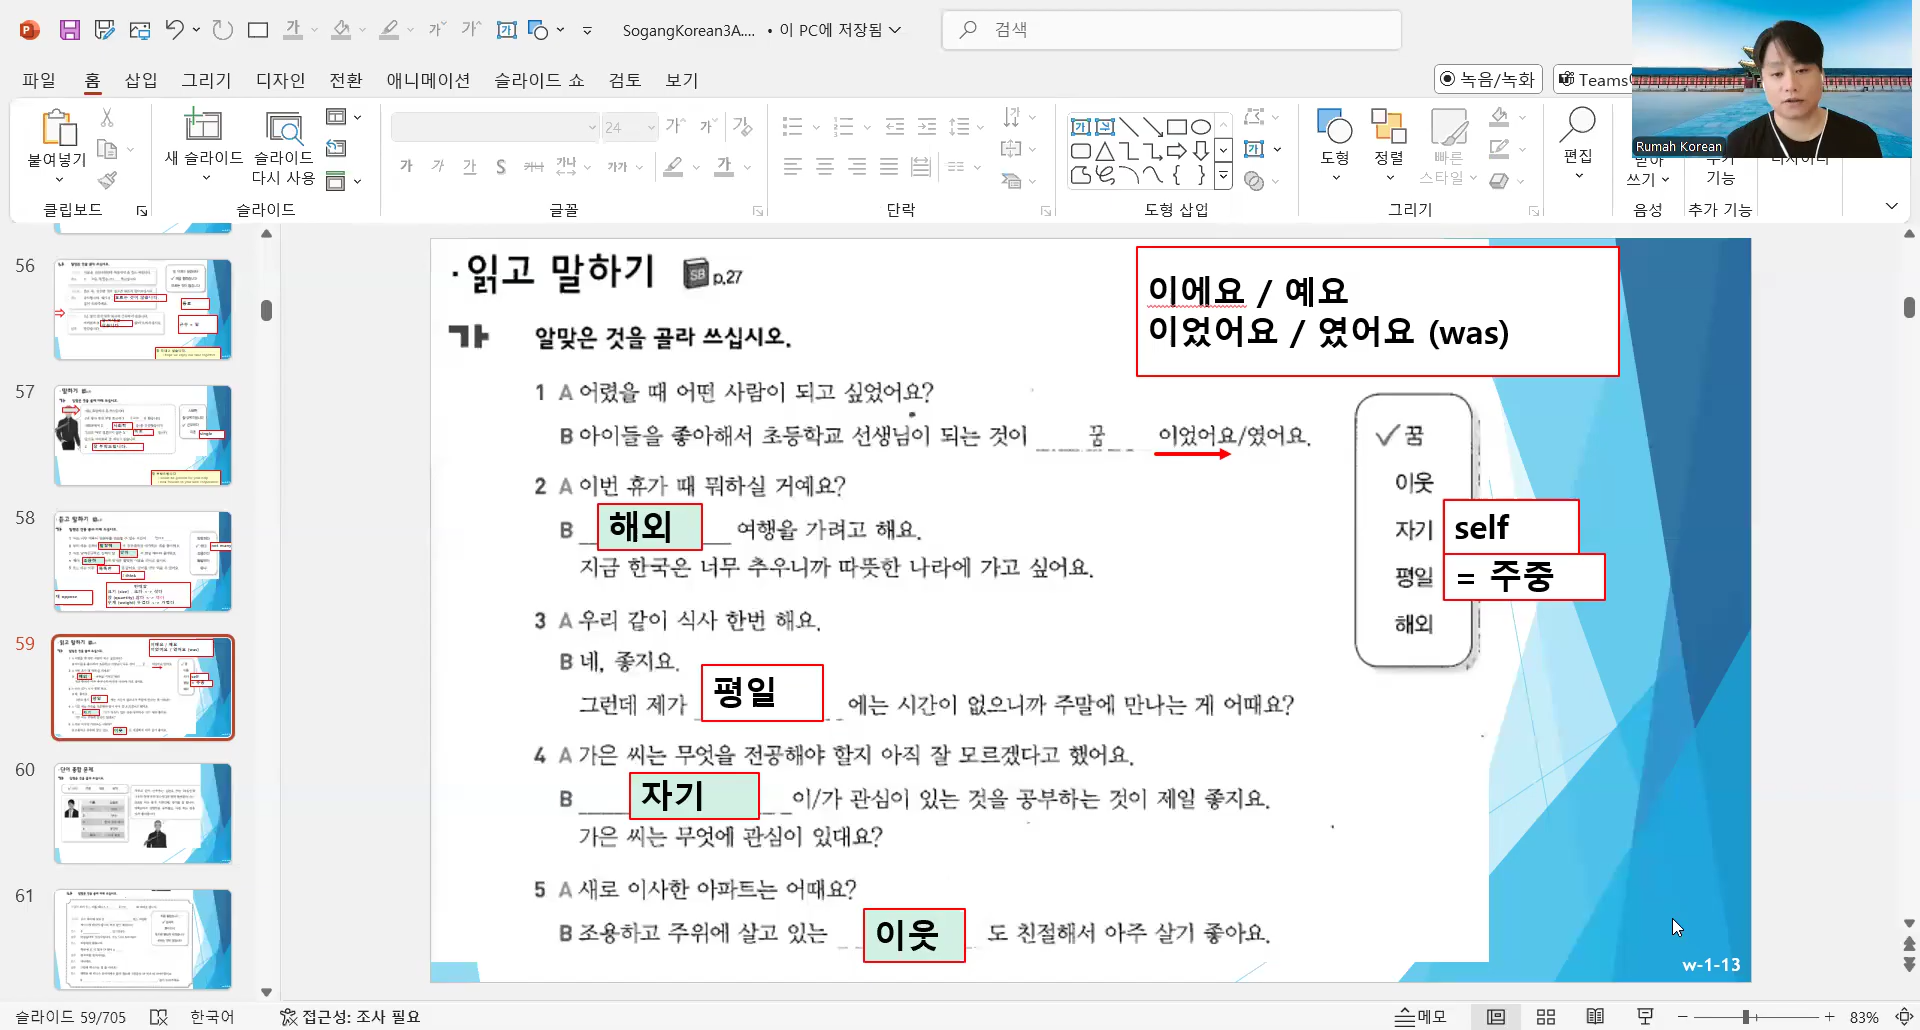 SogangKorean3A.... • 이 PC에 저장됨
검색
파일 홈 삽입 그리기 디자인 전환 애니메이션 슬라이드 쇼 검토 보기
녹음/녹화 Teams
Rumah Korean
붙여넣기
새 슬라이드
슬라이드 다시 사용
24
도형
정렬
빠른 스타일
편집
받아쓰기
추가 기능
디자이너
클립보드 슬라이드 글꼴 단락 도형 삽입 그리기 음성 추가 기능
56
57
58
59
60
61
· 읽고 말하기 SB p.27
이에요 / 예요
이었어요 / 였어요 (was)
가 알맞은 것을 골라 쓰십시오.
1 A 어렸을 때 어떤 사람이 되고 싶었어요?
B 아이들을 좋아해서 초등학교 선생님이 되는 것이 꿈 이었어요/였어요.
2 A 이번 휴가 때 뭐하실 거예요?
B 해외 여행을 가려고 해요.
지금 한국은 너무 추우니까 따뜻한 나라에 가고 싶어요.
3 A 우리 같이 식사 한번 해요.
B 네, 좋지요.
그런데 제가 평일 에는 시간이 없으니까 주말에 만나는 게 어때요?
4 A 가은 씨는 무엇을 전공해야 할지 아직 잘 모르겠다고 했어요.
B 자기 이/가 관심이 있는 것을 공부하는 것이 제일 좋지요.
가은 씨는 무엇에 관심이 있대요?
5 A 새로 이사한 아파트는 어때요?
B 조용하고 주위에 살고 있는 이웃 도 친절해서 아주 살기 좋아요.
✓ 꿈
이웃
자기 self
평일 = 주중
해외
w-1-13
슬라이드 59/705 한국어 접근성: 조사 필요 메모 83%